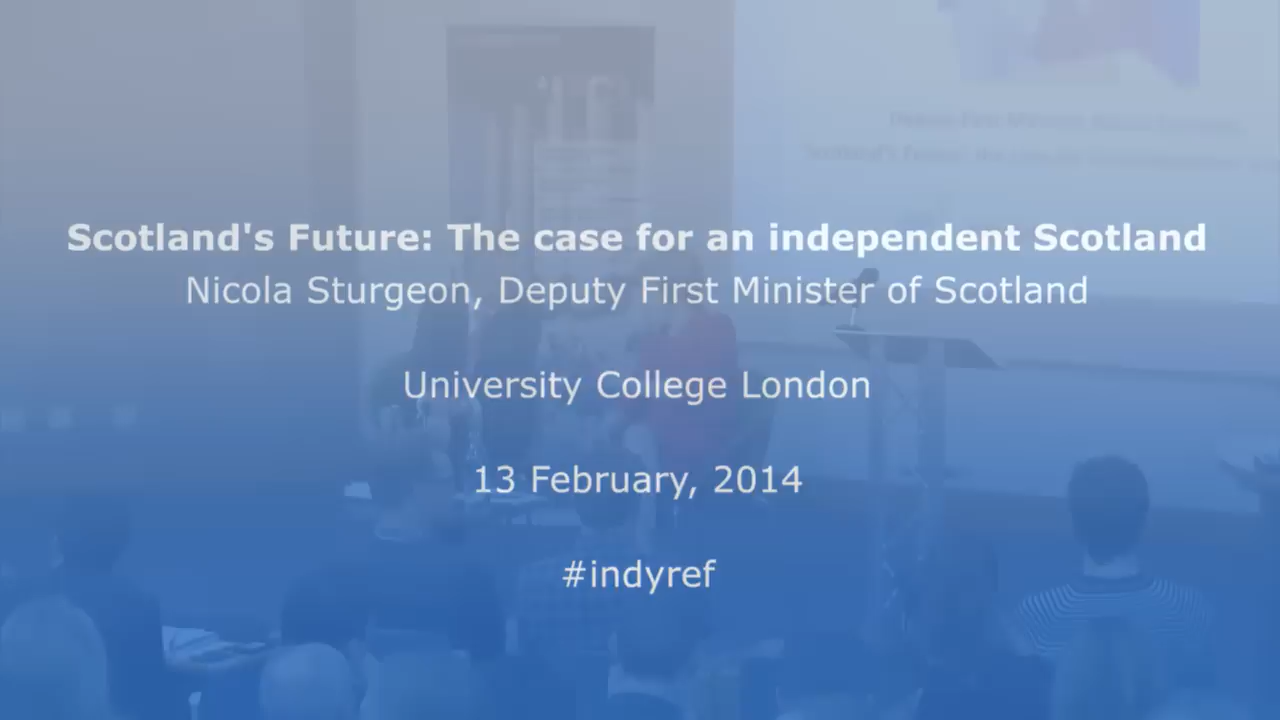 Scotland's Future: The case for an independent Scotland
Nicola Sturgeon, Deputy First Minister of Scotland
University College London
13 February, 2014
#indyref